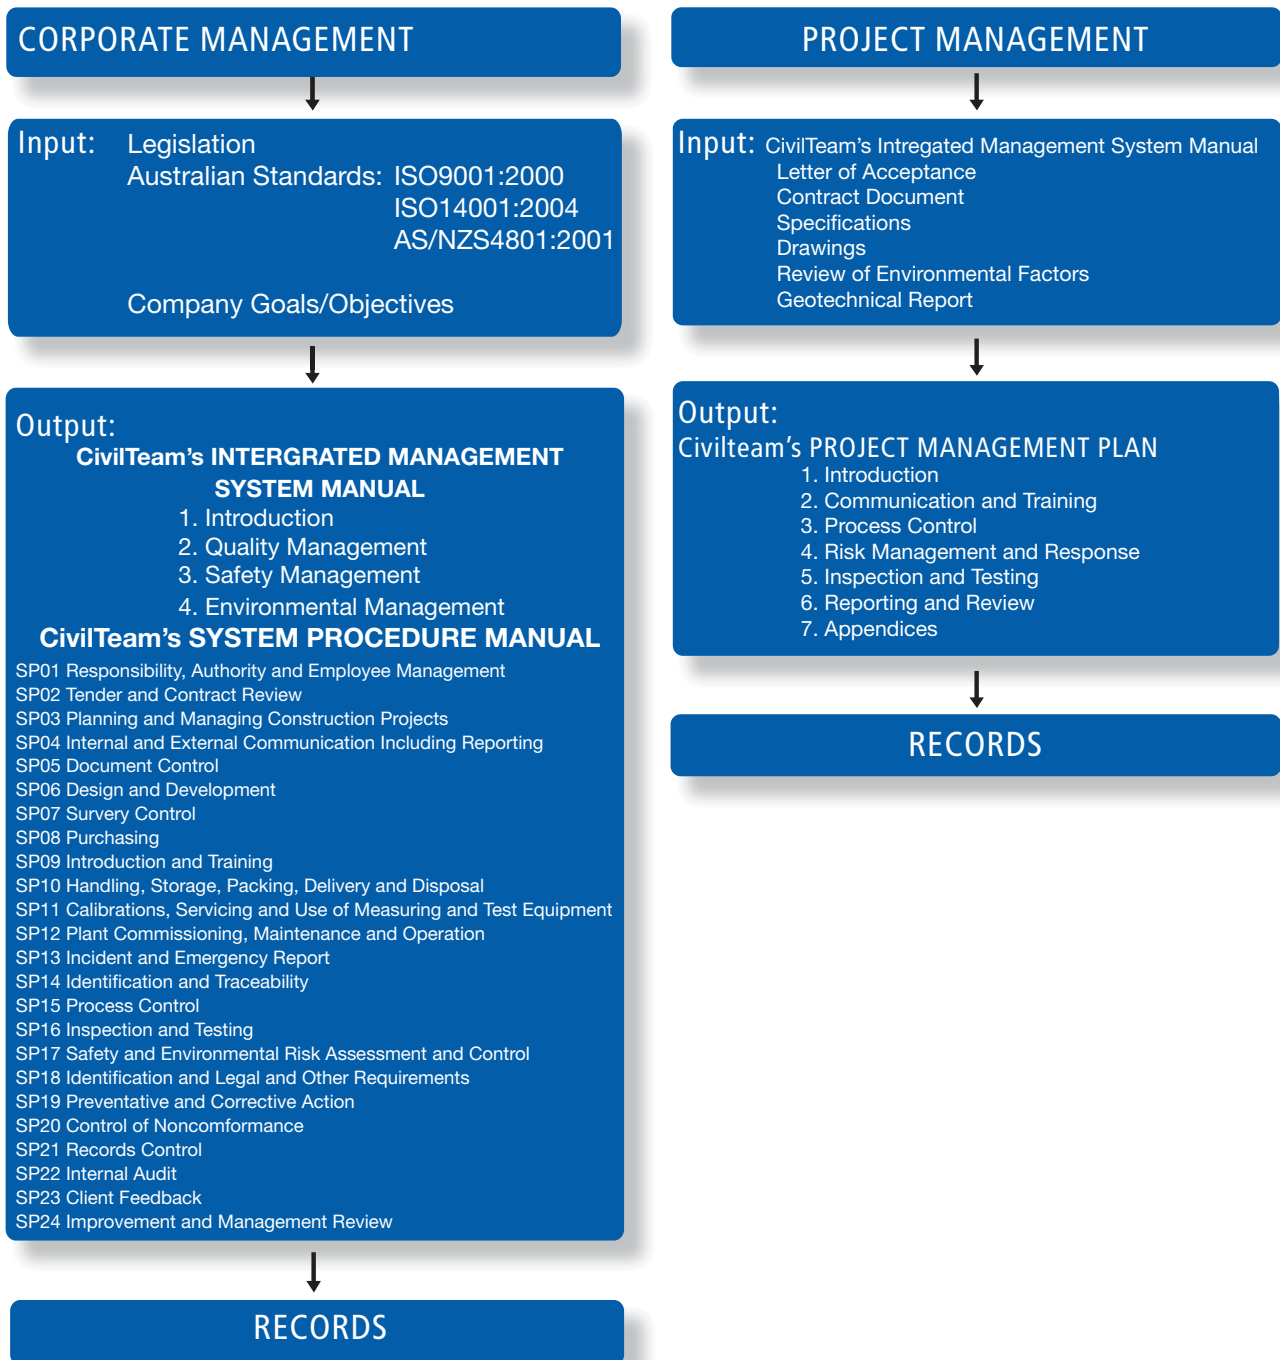 CORPORATE MANAGEMENT
Input: Legislation
Australian Standards: ISO9001:2000
ISO14001:2004
AS/NZS4801:2001
Company Goals/Objectives
Output:
CivilTeam's INTERGRATED MANAGEMENT
SYSTEM MANUAL
1. Introduction
2. Quality Management
3. Safety Management
4. Environmental Management
CivilTeam's SYSTEM PROCEDURE MANUAL
SP01 Responsibility, Authority and Employee Management
SP02 Tender and Contract Review
SP03 Planning and Managing Construction Projects
SP04 Internal and External Communication Including Reporting
SP05 Document Control
SP06 Design and Development
SP07 Survery Control
SP08 Purchasing
SP09 Introduction and Training
SP10 Handling, Storage, Packing, Delivery and Disposal
SP11 Calibrations, Servicing and Use of Measuring and Test Equipment
SP12 Plant Commissioning, Maintenance and Operation
SP13 Incident and Emergency Report
SP14 Identification and Traceability
SP15 Process Control
SP16 Inspection and Testing
SP17 Safety and Environmental Risk Assessment and Control
SP18 Identification and Legal and Other Requirements
SP19 Preventative and Corrective Action
SP20 Control of Noncomformance
SP21 Records Control
SP22 Internal Audit
SP23 Client Feedback
SP24 Improvement and Management Review
RECORDS
PROJECT MANAGEMENT
Input: CivilTeam's Intregated Management System Manual
Letter of Acceptance
Contract Document
Specifications
Drawings
Review of Environmental Factors
Geotechnical Report
Output:
Civilteam's PROJECT MANAGEMENT PLAN
1. Introduction
2. Communication and Training
3. Process Control
4. Risk Management and Response
5. Inspection and Testing
6. Reporting and Review
7. Appendices
RECORDS